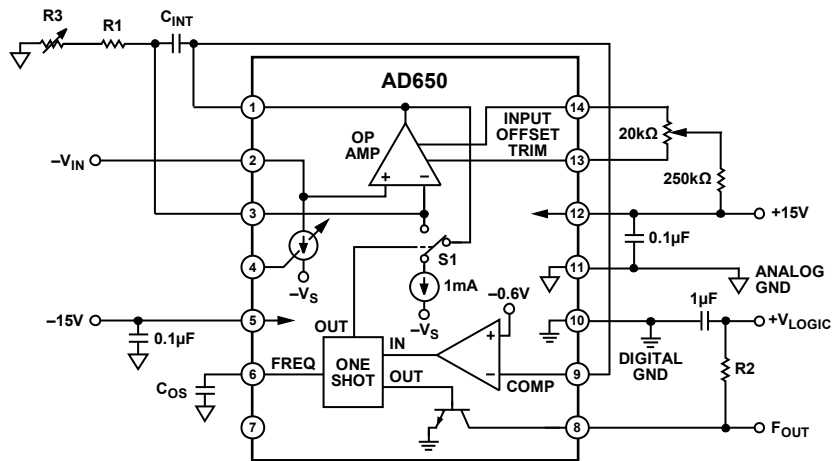 R3
R1
CINT
AD650
1
14
OP
AMP
INPUT
OFFSET
TRIM
20kΩ
–VIN
2
13
+
–
250kΩ
3
12
+15V
S1
0.1µF
4
11
ANALOG
GND
–VS
1mA
–VS
–0.6V
1µF
–15V
5
10
+VLOGIC
0.1µF
OUT
IN
+
DIGITAL
GND
FREQ
ONE
SHOT
OUT
–
COMP
R2
COS
6
9
7
8
FOUT